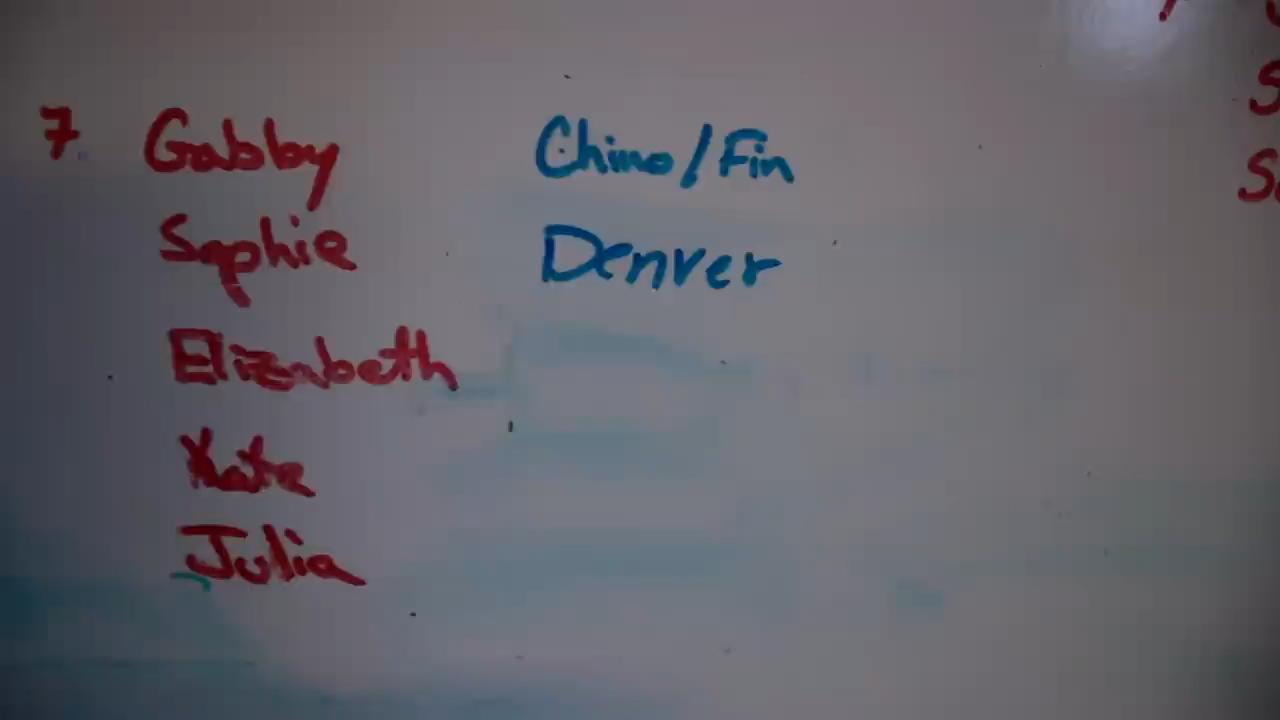 7. Gabby Chino/Fin
Sophie Denver
Elizabeth
Kate
Julia